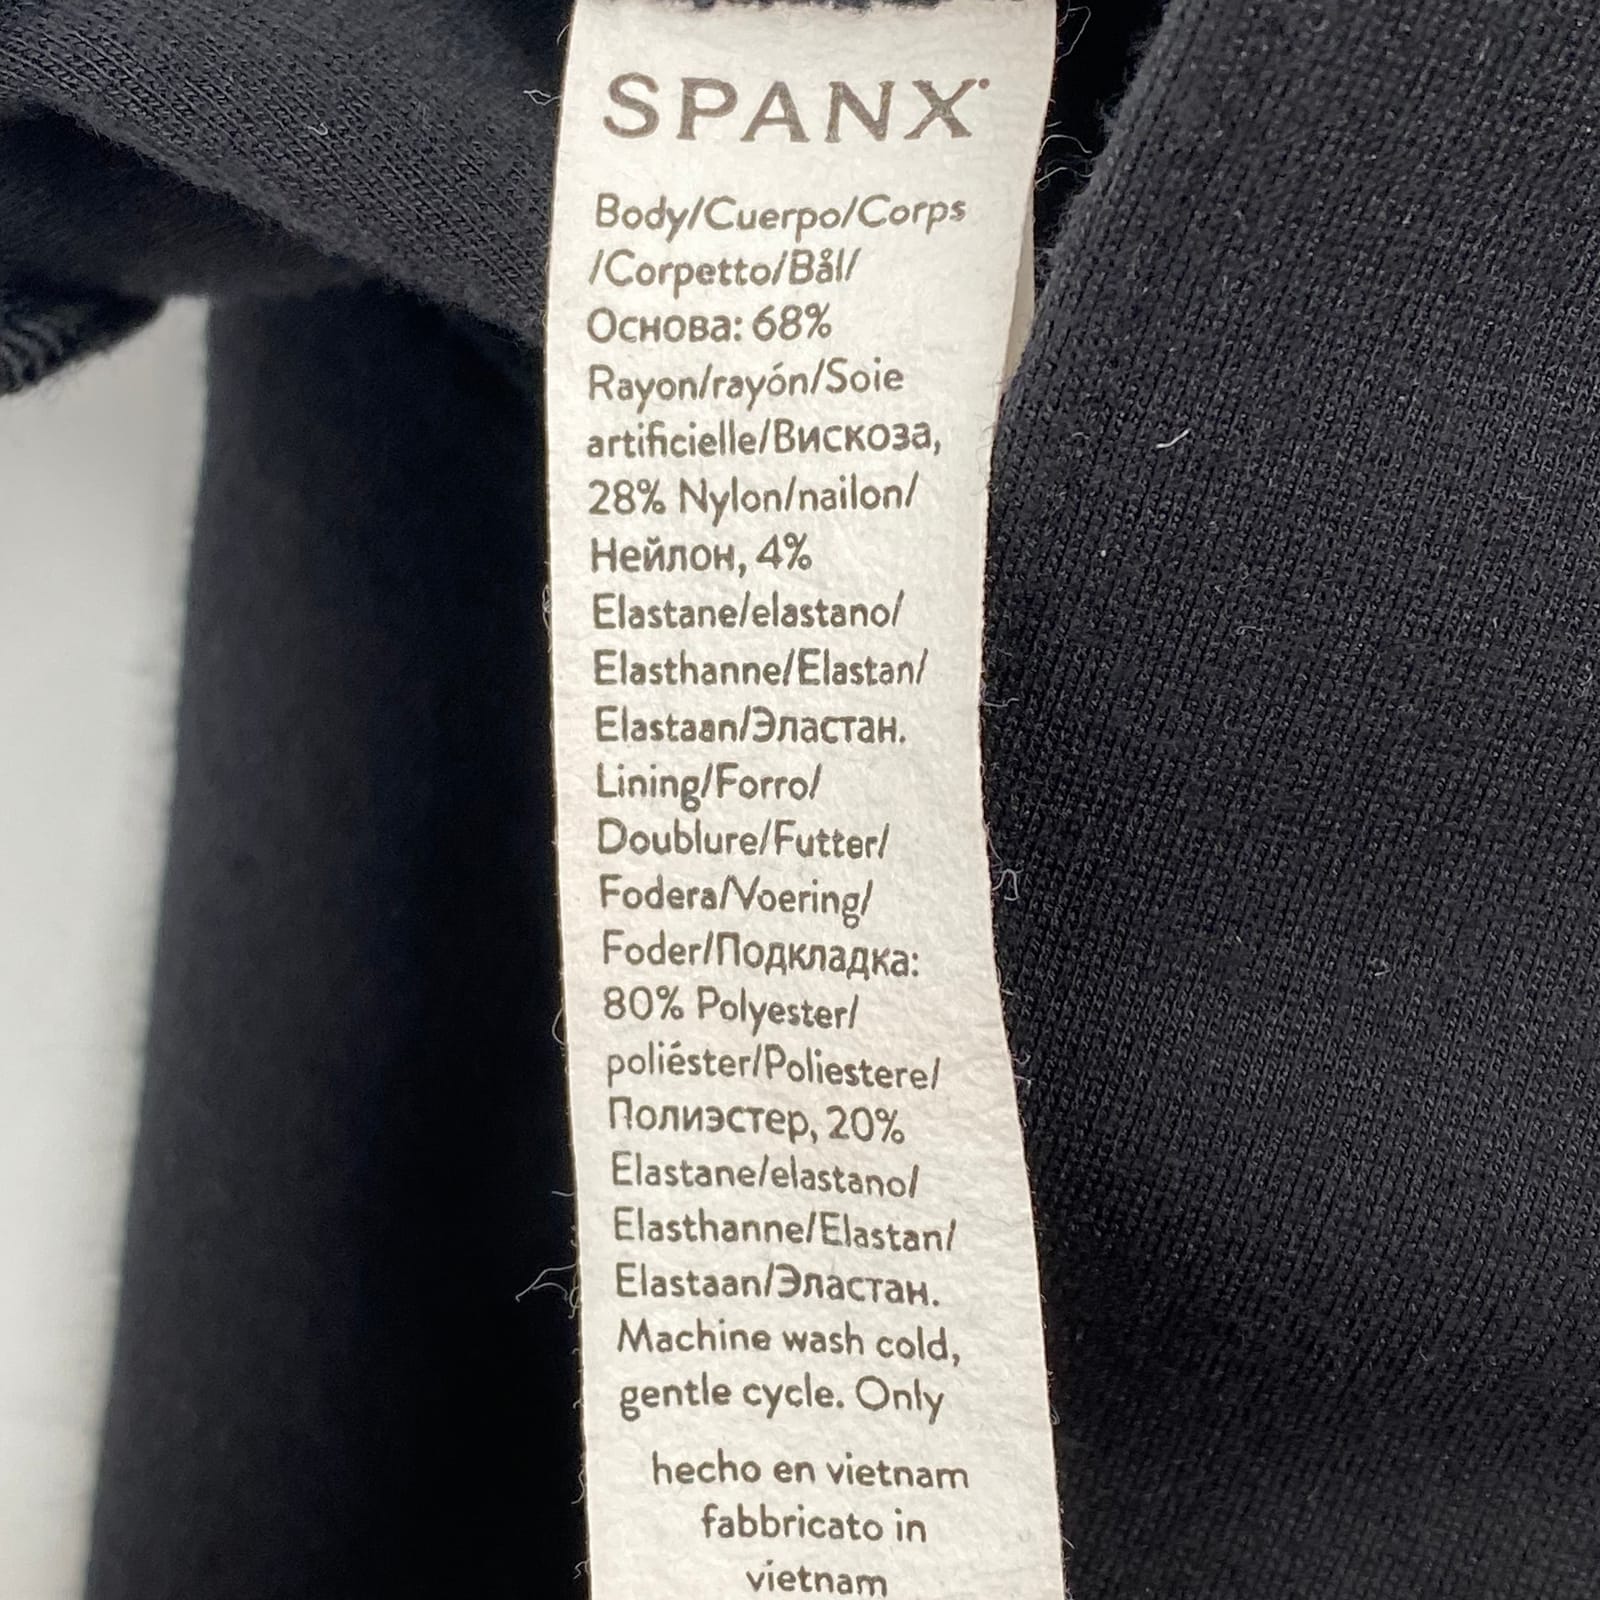 SPANX
Body/Cuerpo/Corps
/Corpetto/Bål/
Основа: 68%
Rayon/rayón/Soie
artificielle/Вискоза,
28% Nylon/nailon/
Нейлон, 4%
Elastane/elastano/
Elasthanne/Elastan/
Elastaan/Эластан.
Lining/Forro/
Doublure/Futter/
Fodera/Voering/
Foder/Подкладка:
80% Polyester/
poliéster/Poliestere/
Полиэстер, 20%
Elastane/elastano/
Elasthanne/Elastan/
Elastaan/Эластан.
Machine wash cold,
gentle cycle. Only
hecho en vietnam
fabbricato in
vietnam